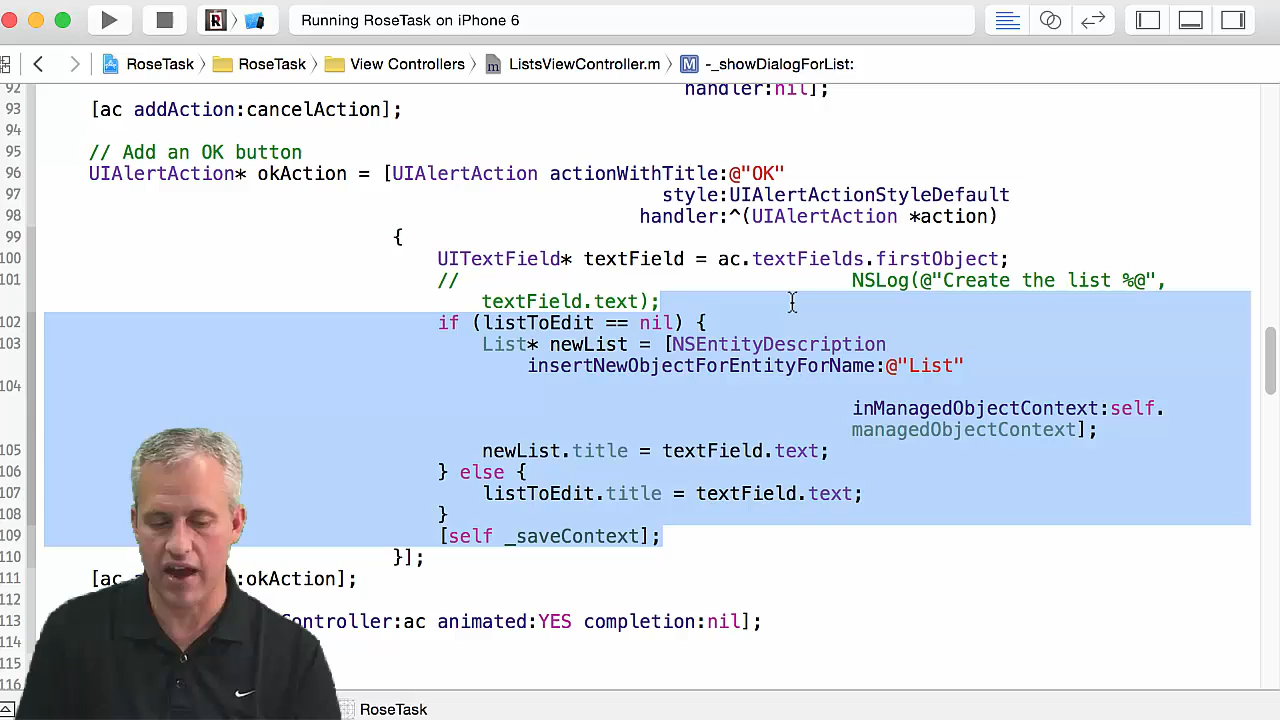 Running RoseTask on iPhone 6
RoseTask RoseTask View Controllers ListsViewController.m M -_showDialogForList:
92 handler:nil];
93 [ac addAction:cancelAction];
94
95 // Add an OK button
96 UIAlertAction* okAction = [UIAlertAction actionWithTitle:@"OK"
97 style:UIAlertActionStyleDefault
98 handler:^(UIAlertAction *action)
99 {
100 UITextField* textField = ac.textFields.firstObject;
101 // NSLog(@"Create the list %@",
textField.text);
102 if (listToEdit == nil) {
103 List* newList = [NSEntityDescription
insertNewObjectForEntityForName:@"List"
104
inManagedObjectContext:self.
managedObjectContext];
105 newList.title = textField.text;
106 } else {
107 listToEdit.title = textField.text;
108 }
109 [self _saveContext];
110 }];
111 [ac :okAction];
112
113 ontroller:ac animated:YES completion:nil];
114
115
116
RoseTask